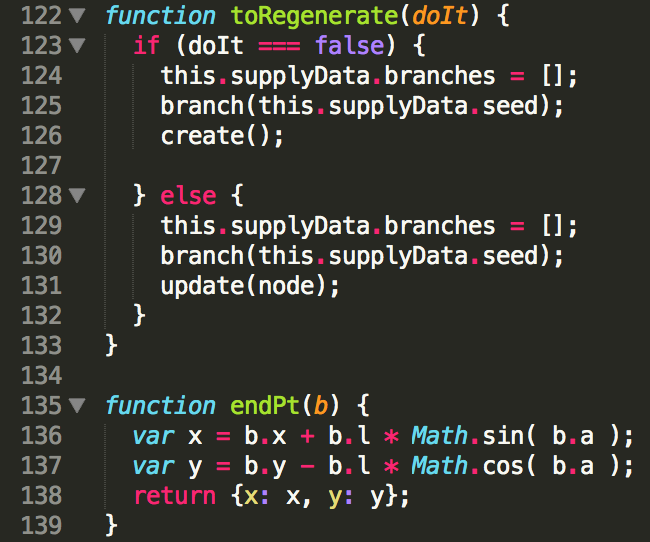 122 function toRegenerate(doIt) {
123 if (doIt === false) {
124 this.supplyData.branches = [];
125 branch(this.supplyData.seed);
126 create();
127
128 } else {
129 this.supplyData.branches = [];
130 branch(this.supplyData.seed);
131 update(node);
132 }
133 }
134
135 function endPt(b) {
136 var x = b.x + b.l * Math.sin( b.a );
137 var y = b.y - b.l * Math.cos( b.a );
138 return {x: x, y: y};
139 }